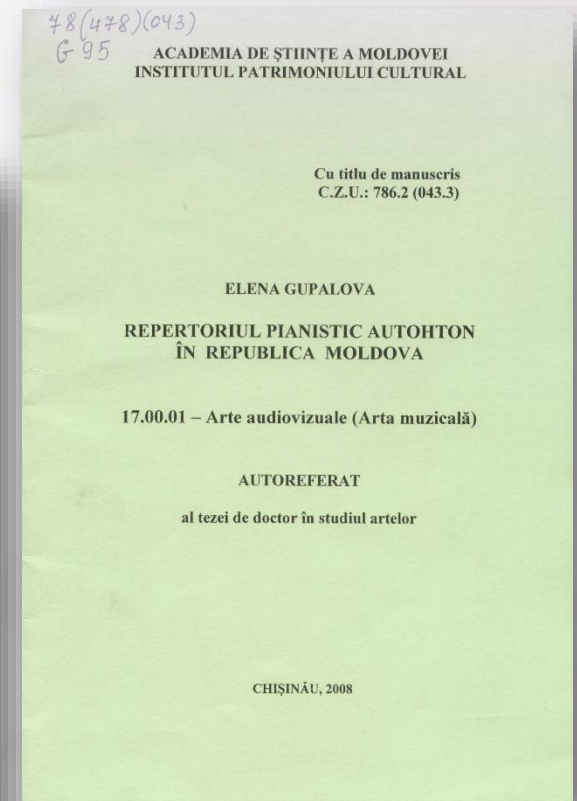 78(478)(043)
G 95
ACADEMIA DE ŞTIINŢE A MOLDOVEI
INSTITUTUL PATRIMONIULUI CULTURAL
Cu titlu de manuscris
C.Z.U.: 786.2 (043.3)
ELENA GUPALOVA
REPERTORIUL PIANISTIC AUTOHTON
ÎN REPUBLICA MOLDOVA
17.00.01 – Arte audiovizuale (Arta muzicală)
AUTOREFERAT
al tezei de doctor în studiul artelor
CHIŞINĂU, 2008